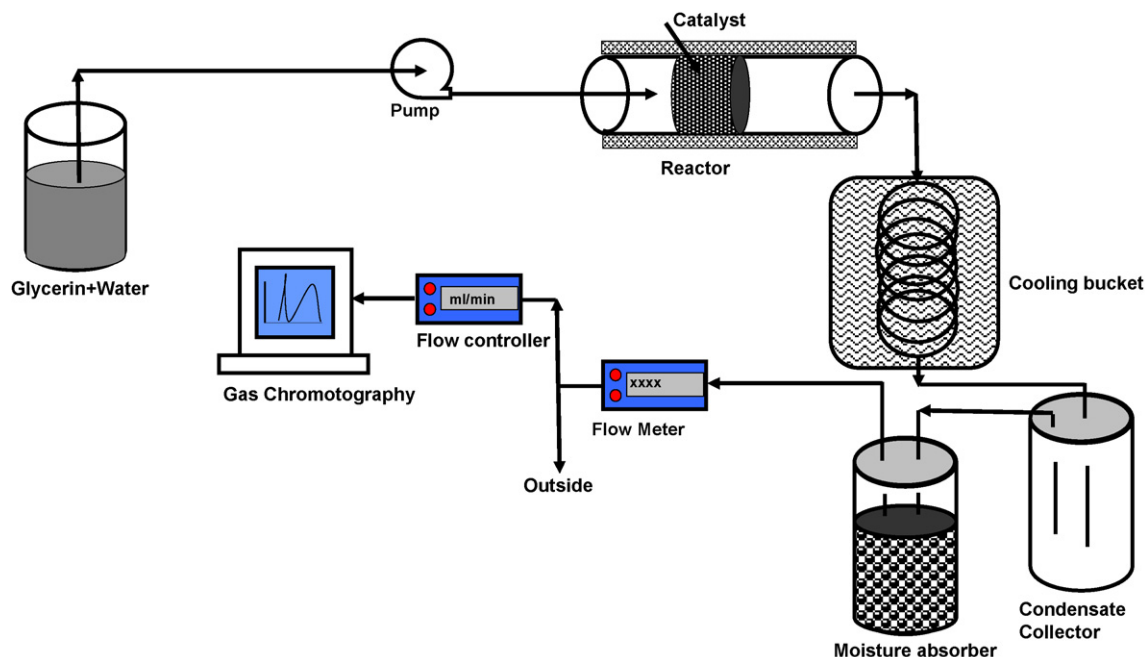 Catalyst
Pump
Reactor
Glycerin+Water
Cooling bucket
ml/min
Flow controller
Gas Chromotography
xxxx
Flow Meter
Outside
Condensate
Collector
Moisture absorber